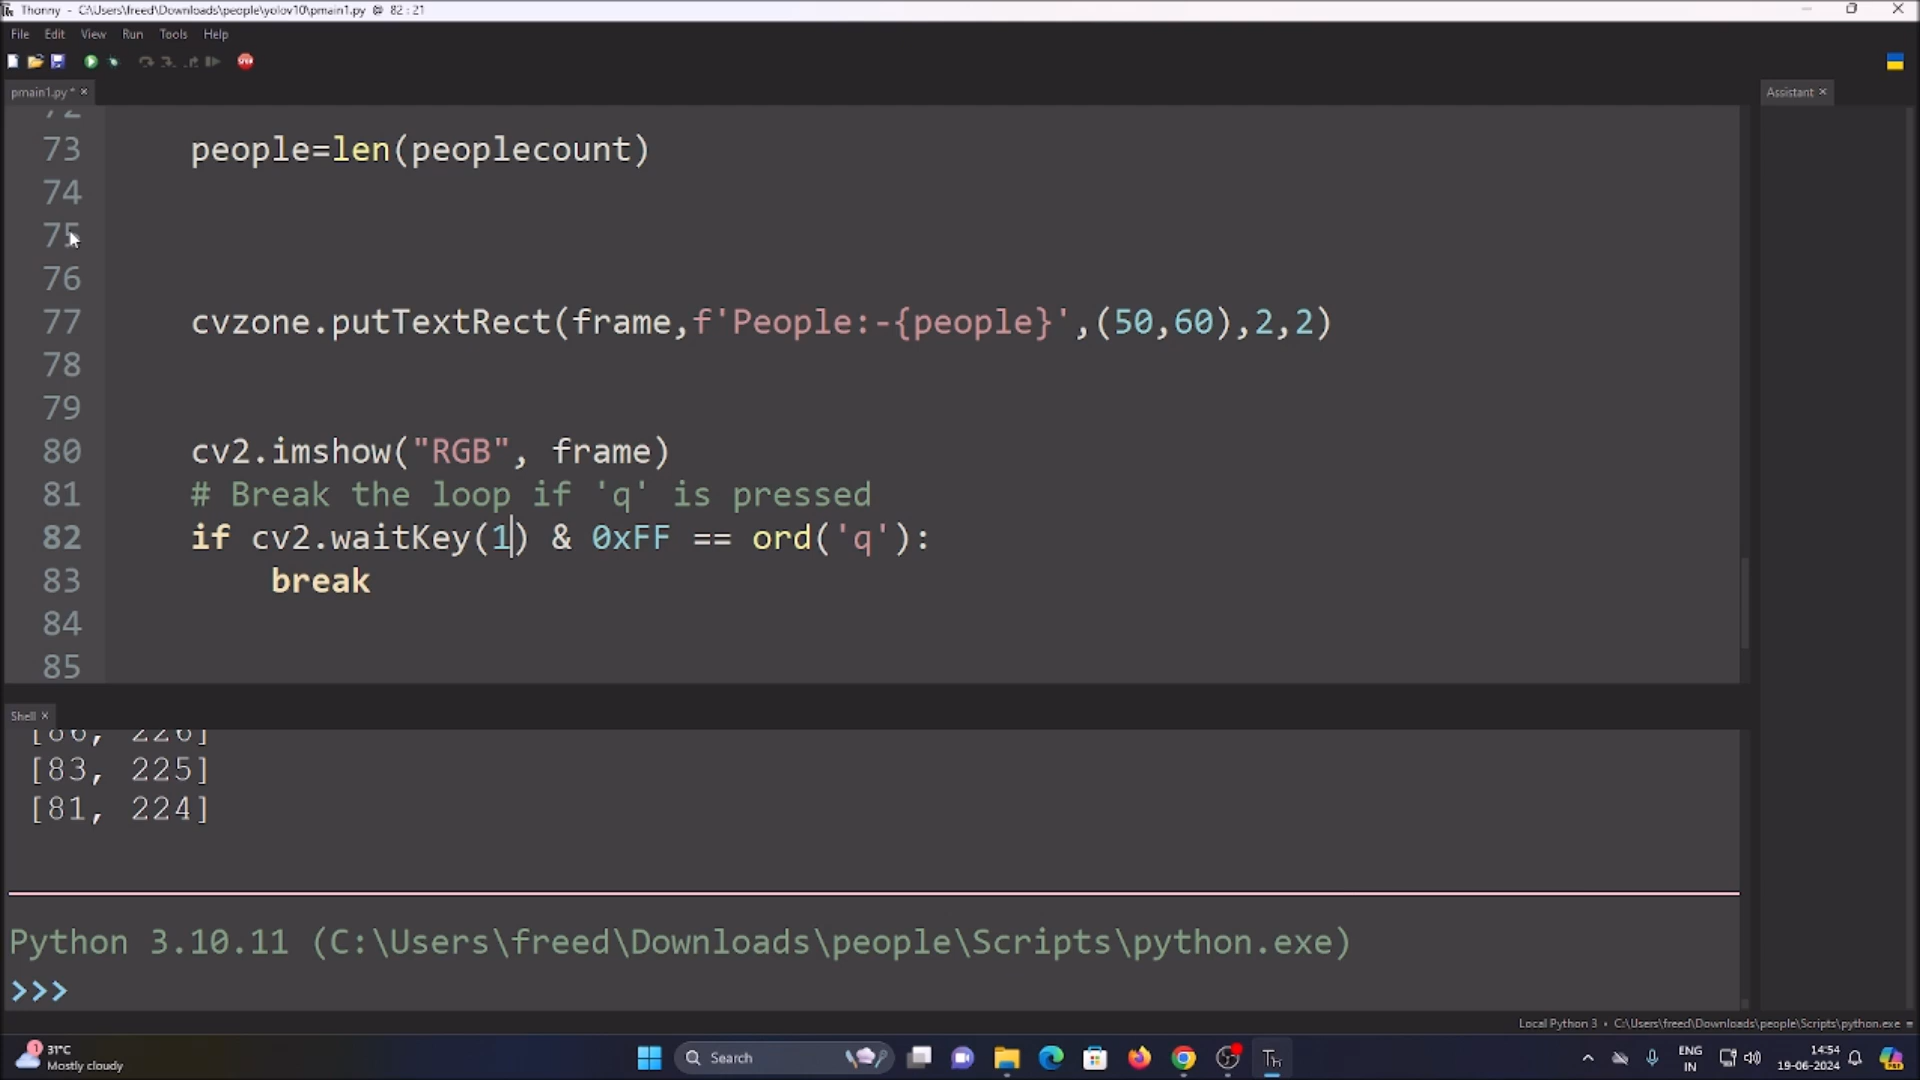 Thonny - C:\Users\freed\Downloads\people\yolov10\pmain1.py @ 82 : 21
File Edit View Run Tools Help
pmain1.py *
Assistant
72
73 people=len(peoplecount)
74
75
76
77 cvzone.putTextRect(frame,f'People:-{people}',(50,60),2,2)
78
79
80 cv2.imshow("RGB", frame)
81 # Break the loop if 'q' is pressed
82 if cv2.waitKey(1) & 0xFF == ord('q'):
83 break
84
85
Shell
[86, 226]
[83, 225]
[81, 224]
Python 3.10.11 (C:\Users\freed\Downloads\people\Scripts\python.exe)
>>>
Local Python 3 • C:\Users\freed\Downloads\people\Scripts\python.exe
1
31°C
Mostly cloudy
Search
Th
ENG
IN
14:54
19-06-2024